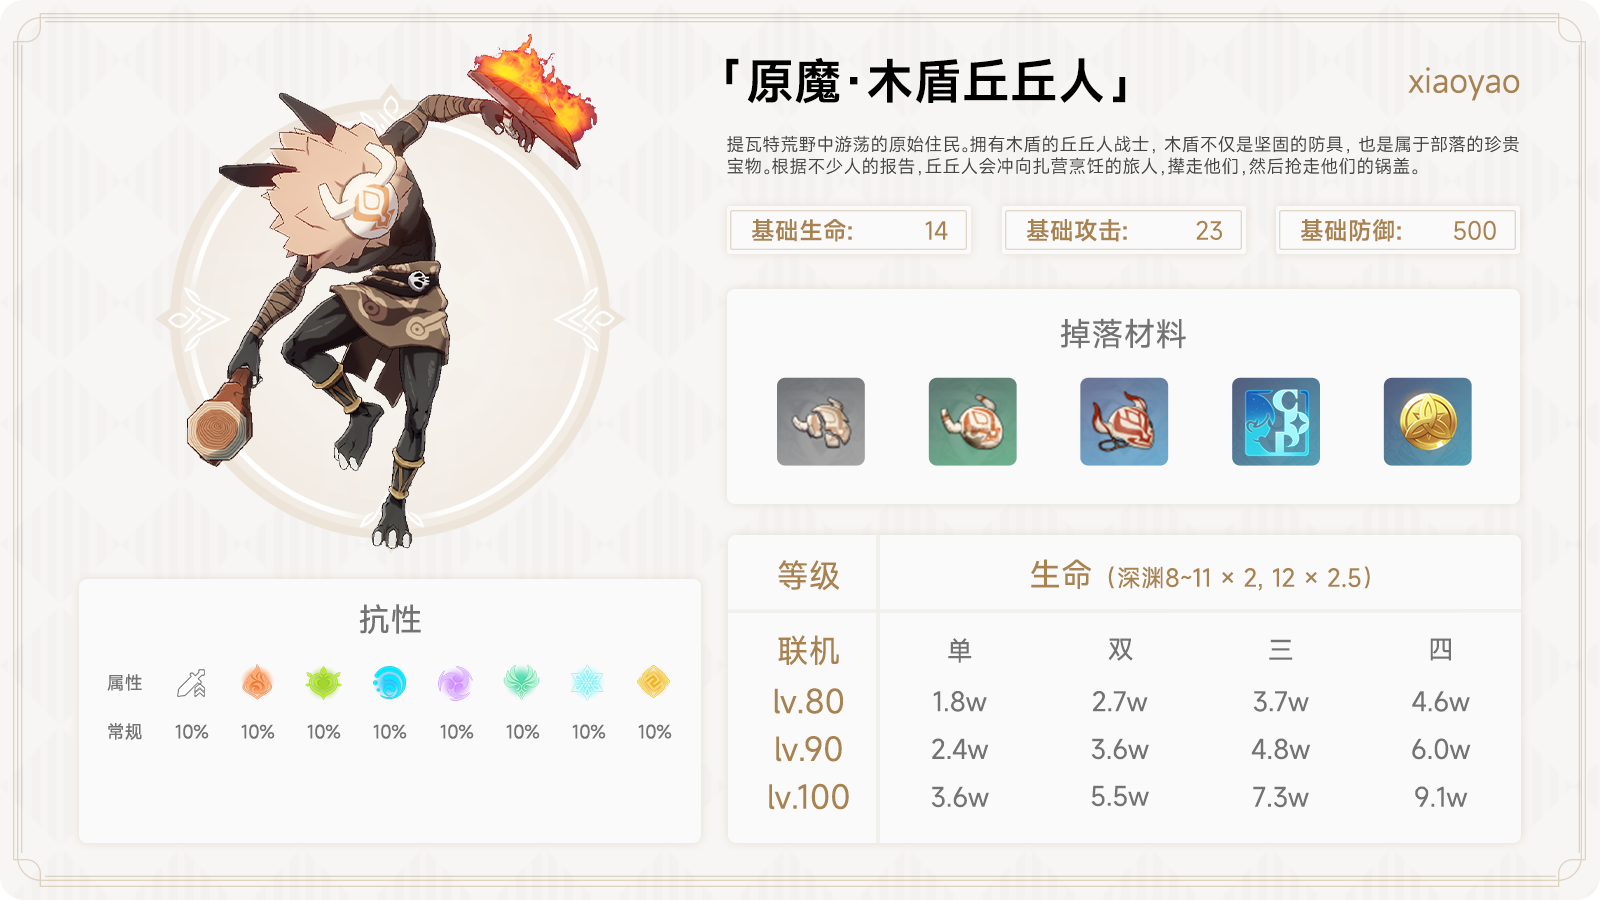 「原魔·木盾丘丘人」
xiaoyao
提瓦特荒野中游荡的原始住民。拥有木盾的丘丘人战士，木盾不仅是坚固的防具，也是属于部落的珍贵
宝物。根据不少人的报告，丘丘人会冲向扎营烹饪的旅人，撵走他们，然后抢走他们的锅盖。
基础生命: 14
基础攻击: 23
基础防御: 500
掉落材料
抗性
属性
常规 10% 10% 10% 10% 10% 10% 10% 10%
等级 生命（深渊8~11 × 2, 12 × 2.5）
联机 单 双 三 四
lv.80 1.8w 2.7w 3.7w 4.6w
lv.90 2.4w 3.6w 4.8w 6.0w
lv.100 3.6w 5.5w 7.3w 9.1w